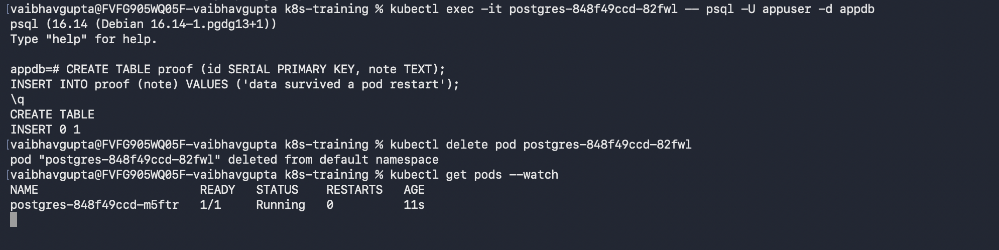 [vaibhavgupta@FVFG905WQ05F-vaibhavgupta k8s-training % kubectl exec -it postgres-848f49ccd-82fwl -- psql -U appuser -d appdb
psql (16.14 (Debian 16.14-1.pgdg13+1))
Type "help" for help.

appdb=# CREATE TABLE proof (id SERIAL PRIMARY KEY, note TEXT);
INSERT INTO proof (note) VALUES ('data survived a pod restart');
\q
CREATE TABLE
INSERT 0 1
[vaibhavgupta@FVFG905WQ05F-vaibhavgupta k8s-training % kubectl delete pod postgres-848f49ccd-82fwl
pod "postgres-848f49ccd-82fwl" deleted from default namespace
[vaibhavgupta@FVFG905WQ05F-vaibhavgupta k8s-training % kubectl get pods --watch
NAME                       READY   STATUS    RESTARTS   AGE
postgres-848f49ccd-m5ftr   1/1     Running   0          11s